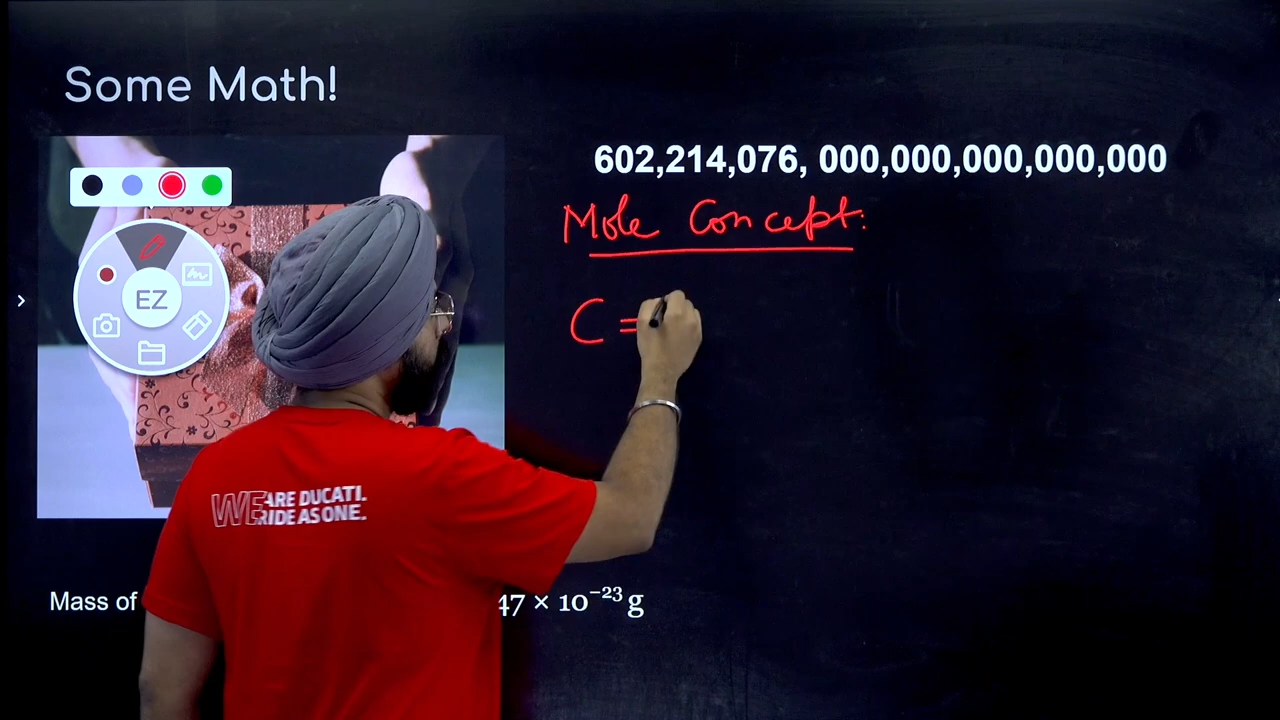 Some Math!
602,214,076, 000,000,000,000,000
Mole Concept:
C =
EZ
WE ARE DUCATI.
RIDE AS ONE.
Mass of
47 × 10⁻²³ g